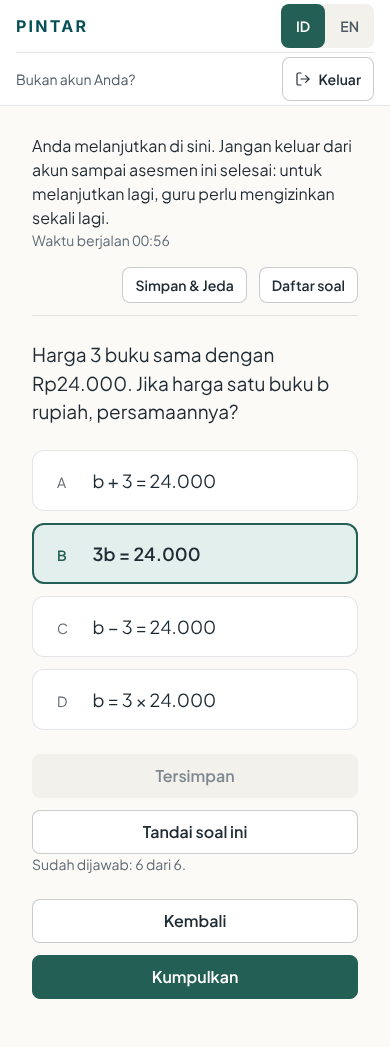 PINTAR
ID
EN
Bukan akun Anda?
Keluar
Anda melanjutkan di sini. Jangan keluar dari
akun sampai asesmen ini selesai: untuk
melanjutkan lagi, guru perlu mengizinkan
sekali lagi.
Waktu berjalan 00:56
Simpan & Jeda
Daftar soal
Harga 3 buku sama dengan
Rp24.000. Jika harga satu buku b
rupiah, persamaannya?
A b + 3 = 24.000
B 3b = 24.000
C b − 3 = 24.000
D b = 3 × 24.000
Tersimpan
Tandai soal ini
Sudah dijawab: 6 dari 6.
Kembali
Kumpulkan